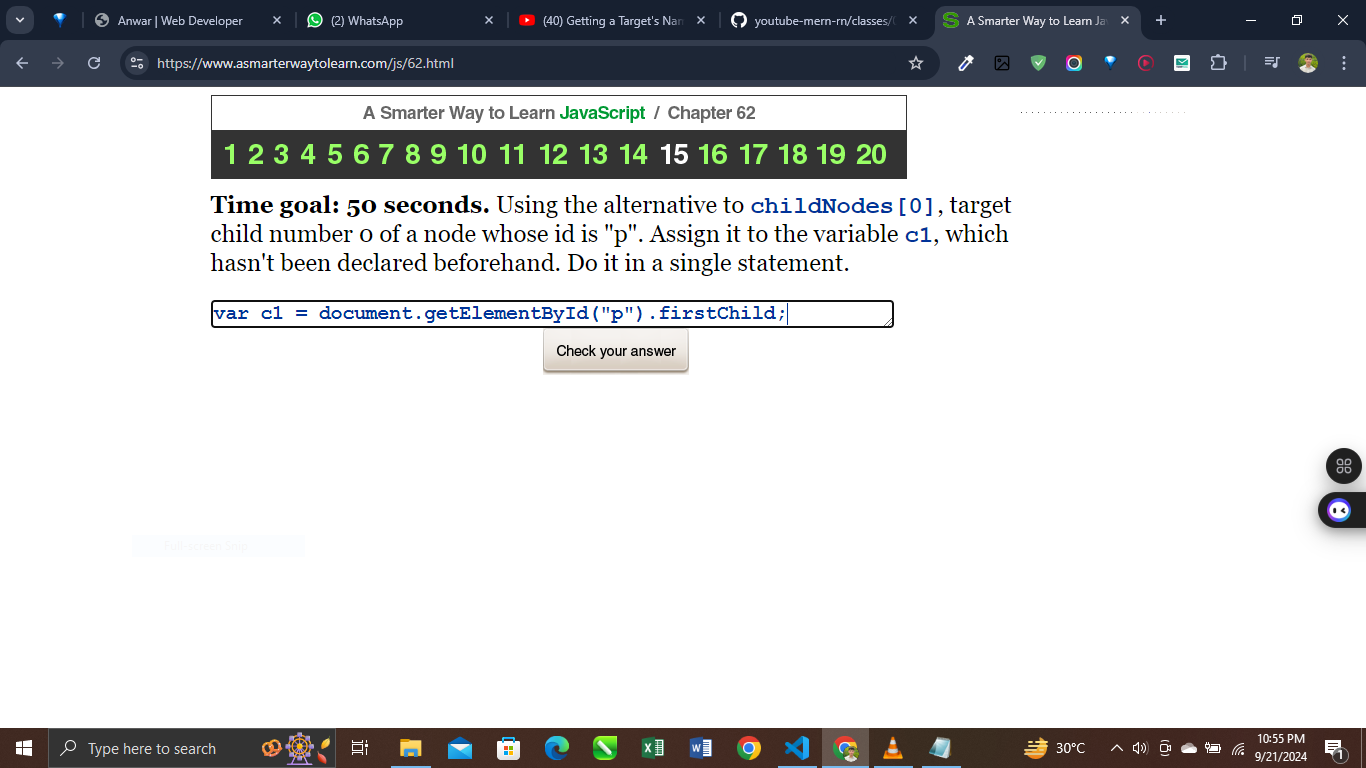 Anwar | Web Developer
(2) WhatsApp
(40) Getting a Target's Nam
youtube-mern-rn/classes/
A Smarter Way to Learn Ja
https://www.asmarterwaytolearn.com/js/62.html
A Smarter Way to Learn JavaScript / Chapter 62
1 2 3 4 5 6 7 8 9 10 11 12 13 14 15 16 17 18 19 20
Time goal: 50 seconds. Using the alternative to childNodes[0], target
child number 0 of a node whose id is "p". Assign it to the variable c1, which
hasn't been declared beforehand. Do it in a single statement.
var c1 = document.getElementById("p").firstChild;
Check your answer
Type here to search
30°C
10:55 PM
9/21/2024
1